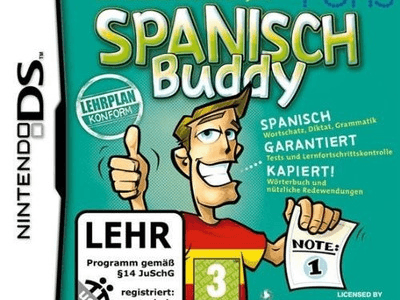 SPANISCH
Buddy
NINTENDO DS
LEHRPLAN
KONFORM
SPANISCH
Wortschatz, Diktat, Grammatik
GARANTIERT
Tests und Lernfortschrittskontrolle
KAPIERT!
Wörterbuch und
nützliche Redewendungen
NOTE:
1
LEHR
Programm gemäß
§14 JuSchG
registriert:
3
LICENSED BY